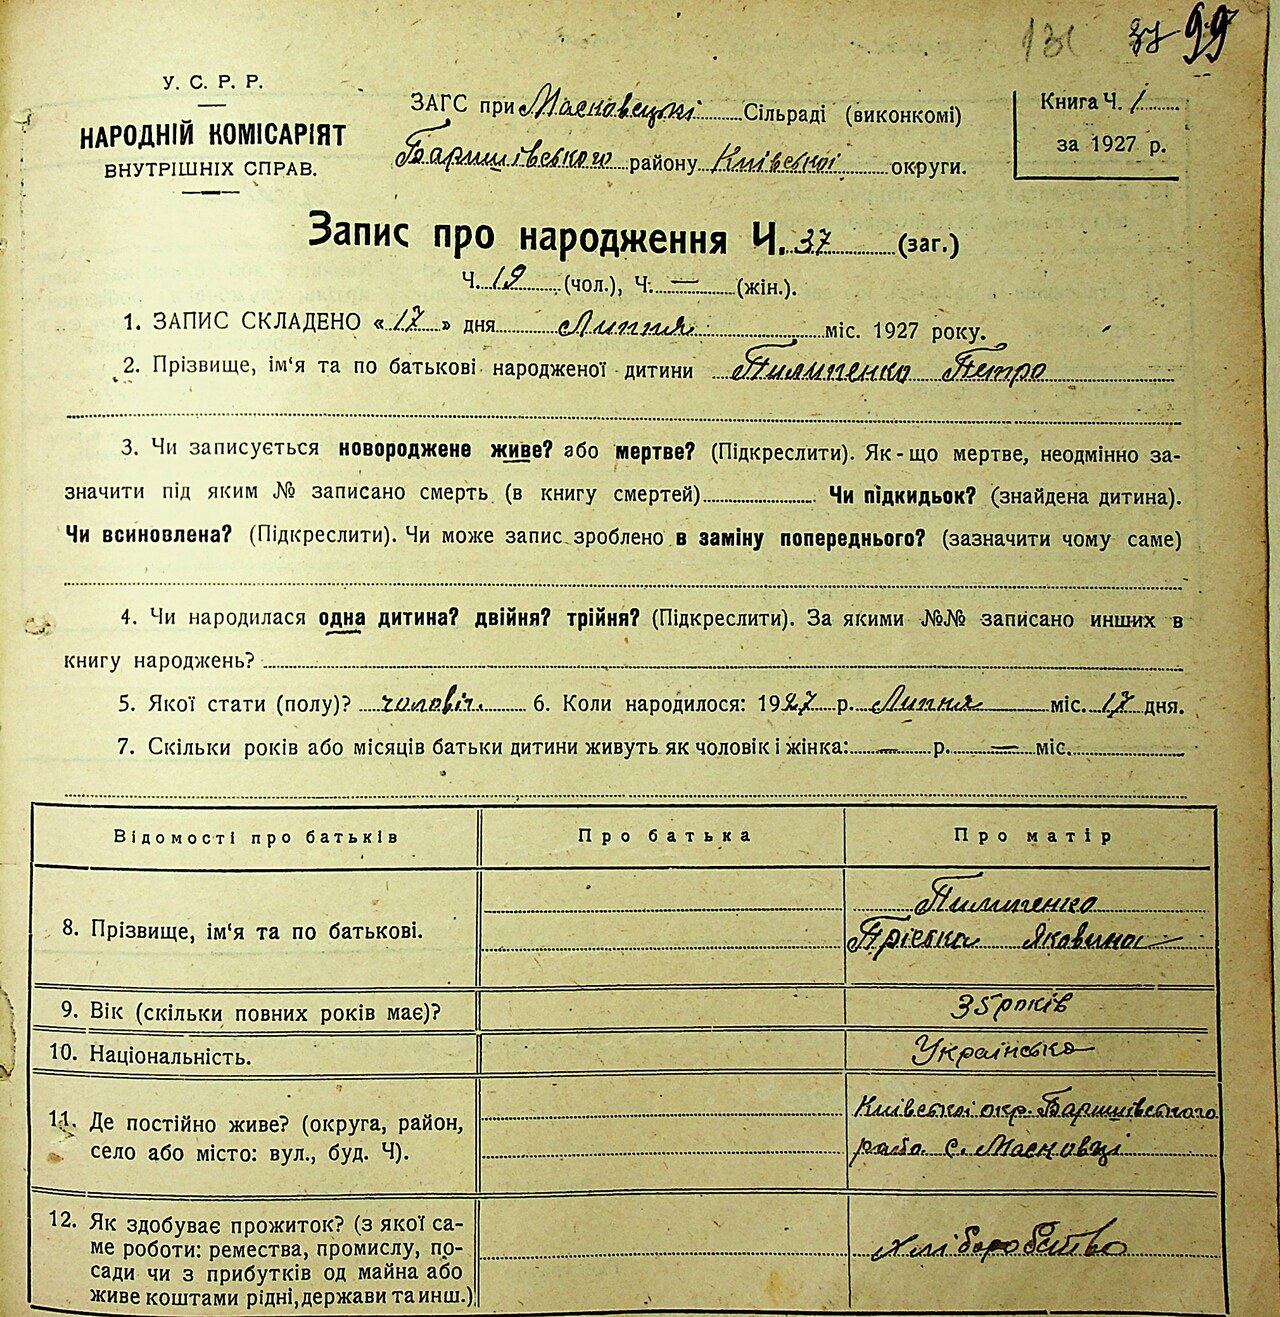 131 37 99
У. С. Р. Р.
НАРОДНІЙ КОМІСАРІЯТ
ВНУТРІШНІХ СПРАВ.
ЗАГС при Масковецькі Сільраді (виконкомі)
Баришівського району Київської округи.
Книга Ч. 1
за 1927 р.
Запис про народження Ч. 37 (заг.)
Ч. 19 (чол.), Ч. — (жін.).
1. ЗАПИС СКЛАДЕНО «17» дня Липня міс. 1927 року.
2. Прізвище, ім'я та по батькові народженої дитини Пилипенко Петро
3. Чи записується новороджене живе? або мертве? (Підкреслити). Як-що мертве, неодмінно за-
значити під яким № записано смерть (в книгу смертей) Чи підкидьок? (знайдена дитина).
Чи всиновлена? (Підкреслити). Чи може запис зроблено в заміну попереднього? (зазначити чому саме)
4. Чи народилася одна дитина? двійня? трійня? (Підкреслити). За якими №№ записано инших в
книгу народжень?
5. Якої стати (полу)? чоловіч. 6. Коли народилося: 1927 р. Липня міс. 17 дня.
7. Скільки років або місяців батьки дитини живуть як чоловік і жінка: — р. — міс.
Відомості про батьків Про батька Про матір
8. Прізвище, ім'я та по батькові.
Пилипенко
Пріська Яковина
9. Вік (скільки повних років має)? 35 років
10. Національність. Українська
11. Де постійно живе? (округа, район,
село або місто: вул., буд. Ч).
Київської окр. Баришівського
райо. с. Масковці
12. Як здобуває прожиток? (з якої са-
ме роботи: ремества, промислу, по-
сади чи з прибутків од майна або
живе коштами рідні, держави та инш.)
хліборобство